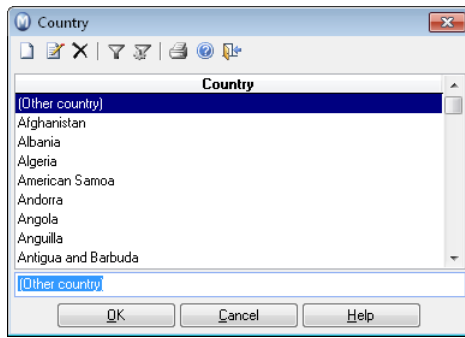 Country
Country
(Other country)
Afghanistan
Albania
Algeria
American Samoa
Andorra
Angola
Anguilla
Antigua and Barbuda
(Other country)
OK Cancel Help